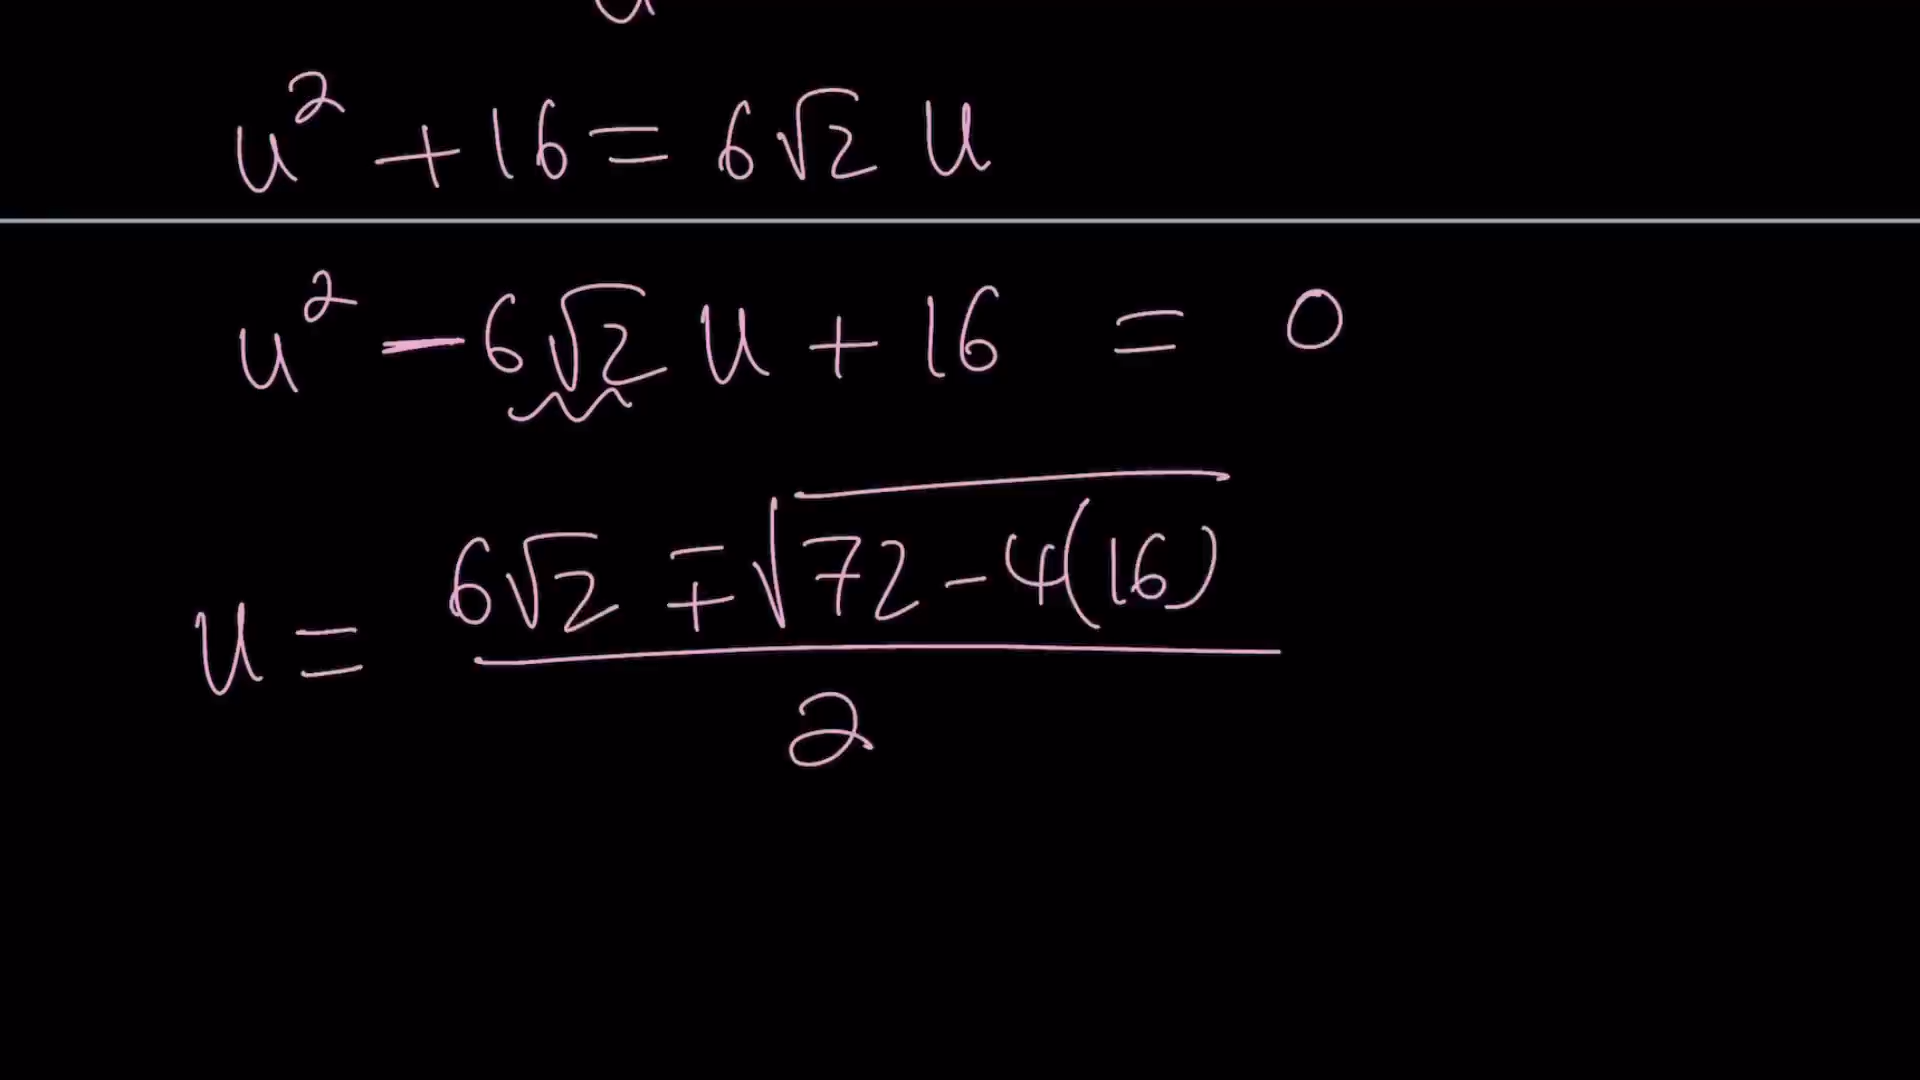 u² + 16 = 6√2 u
u² - 6√2 u + 16 = 0
u = (6√2 ∓ √(72 - 4(16))) / 2